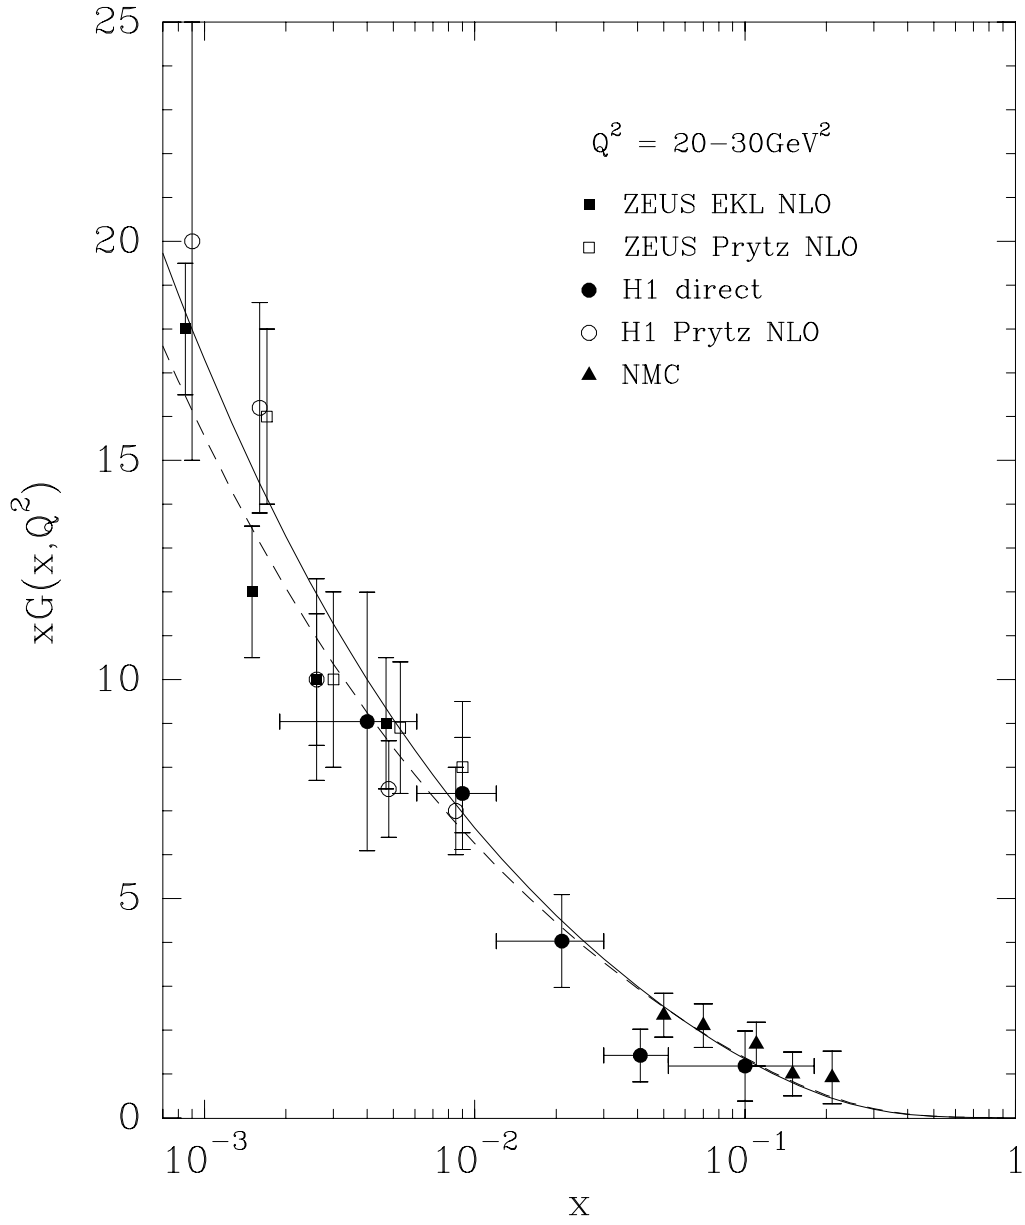 25
20
15
10
5
0
xG(x,Q²)
Q² = 20−30GeV²
ZEUS EKL NLO
ZEUS Prytz NLO
H1 direct
H1 Prytz NLO
NMC
10⁻³
10⁻²
10⁻¹
1
x